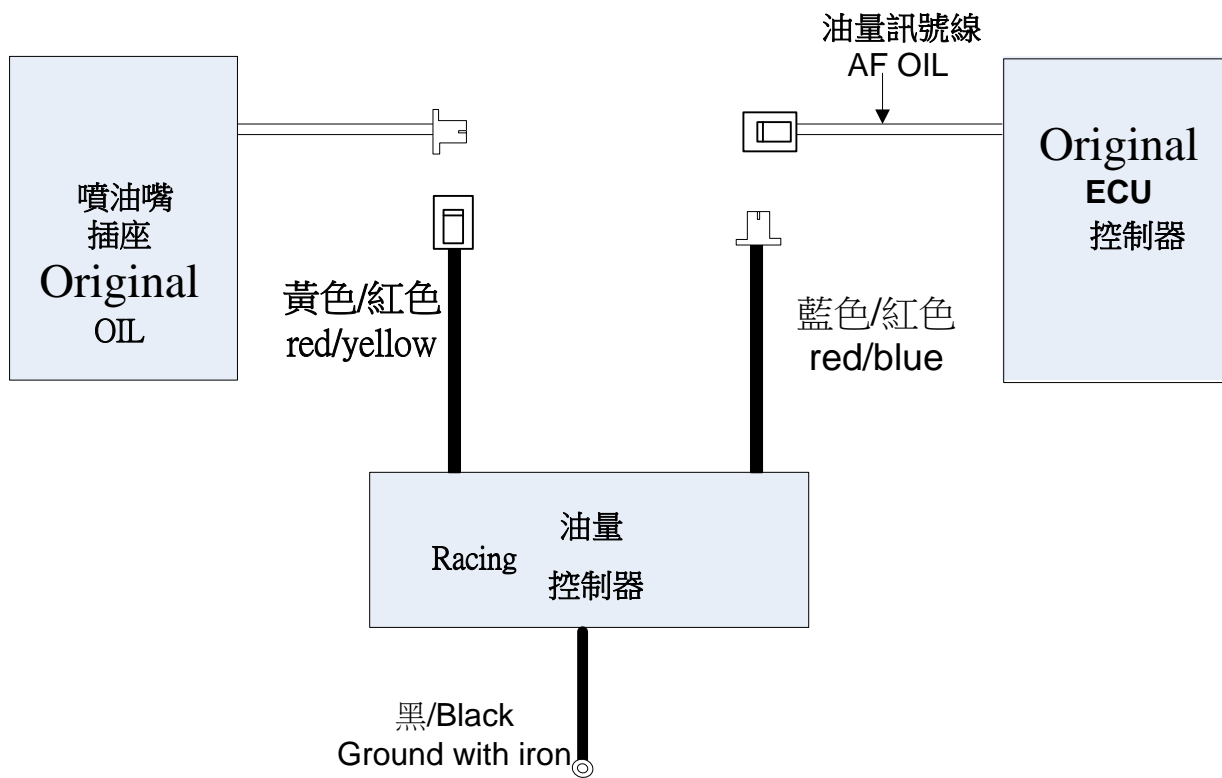 油量訊號線
AF OIL
噴油嘴
插座
Original
OIL
Original
ECU
控制器
黃色/紅色
red/yellow
藍色/紅色
red/blue
油量
Racing
控制器
黑/Black
Ground with iron